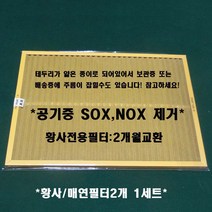 테두리가 얇은 종이로 되어있어서 보관중 또는
배송중에 주름이 잡힐수도 있습니다! 참고하세요!
*공기중 SOX,NOX 제거*
황사전용필터:2개월교환
*황사/매연필터2개 1세트*